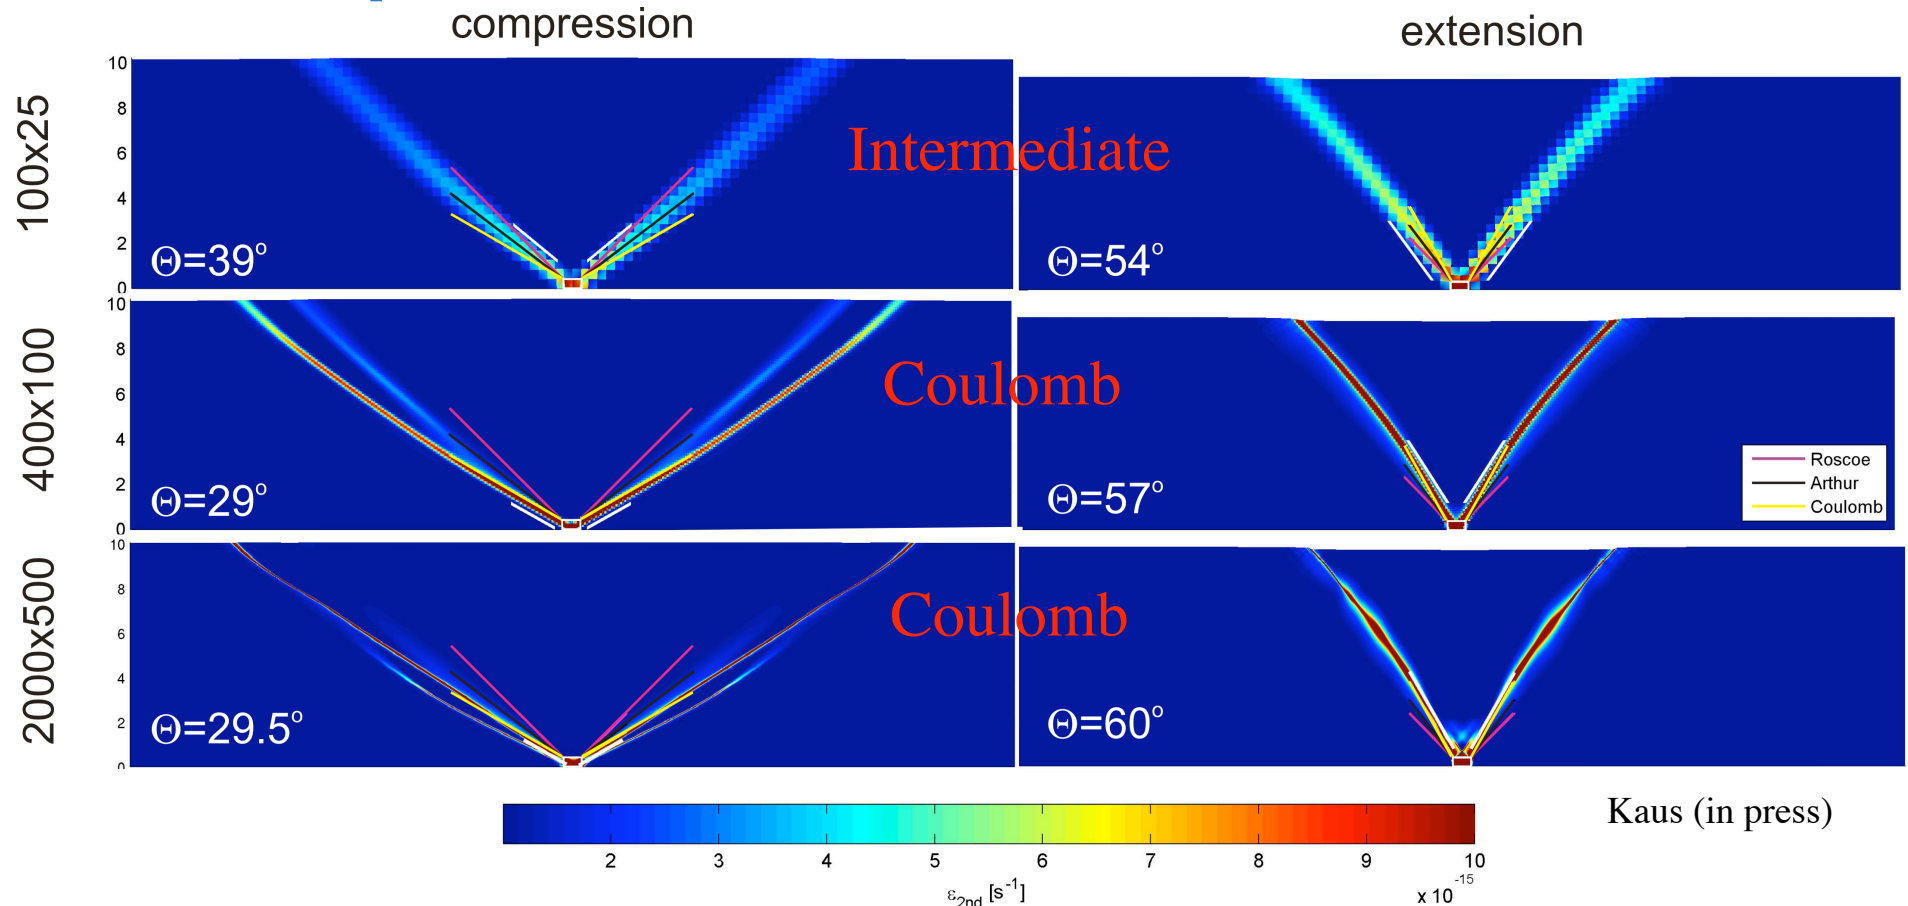 compression
extension
100x25
10
8
6
4
2
0
Θ=39°
Intermediate
Θ=54°
400x100
10
8
6
4
2
0
Θ=29°
Coulomb
Θ=57°
Roscoe
Arthur
Coulomb
2000x500
10
8
6
4
2
0
Θ=29.5°
Coulomb
Θ=60°
2 3 4 5 6 7 8 9 10
ε2nd [s-1]
x 10-15
Kaus (in press)